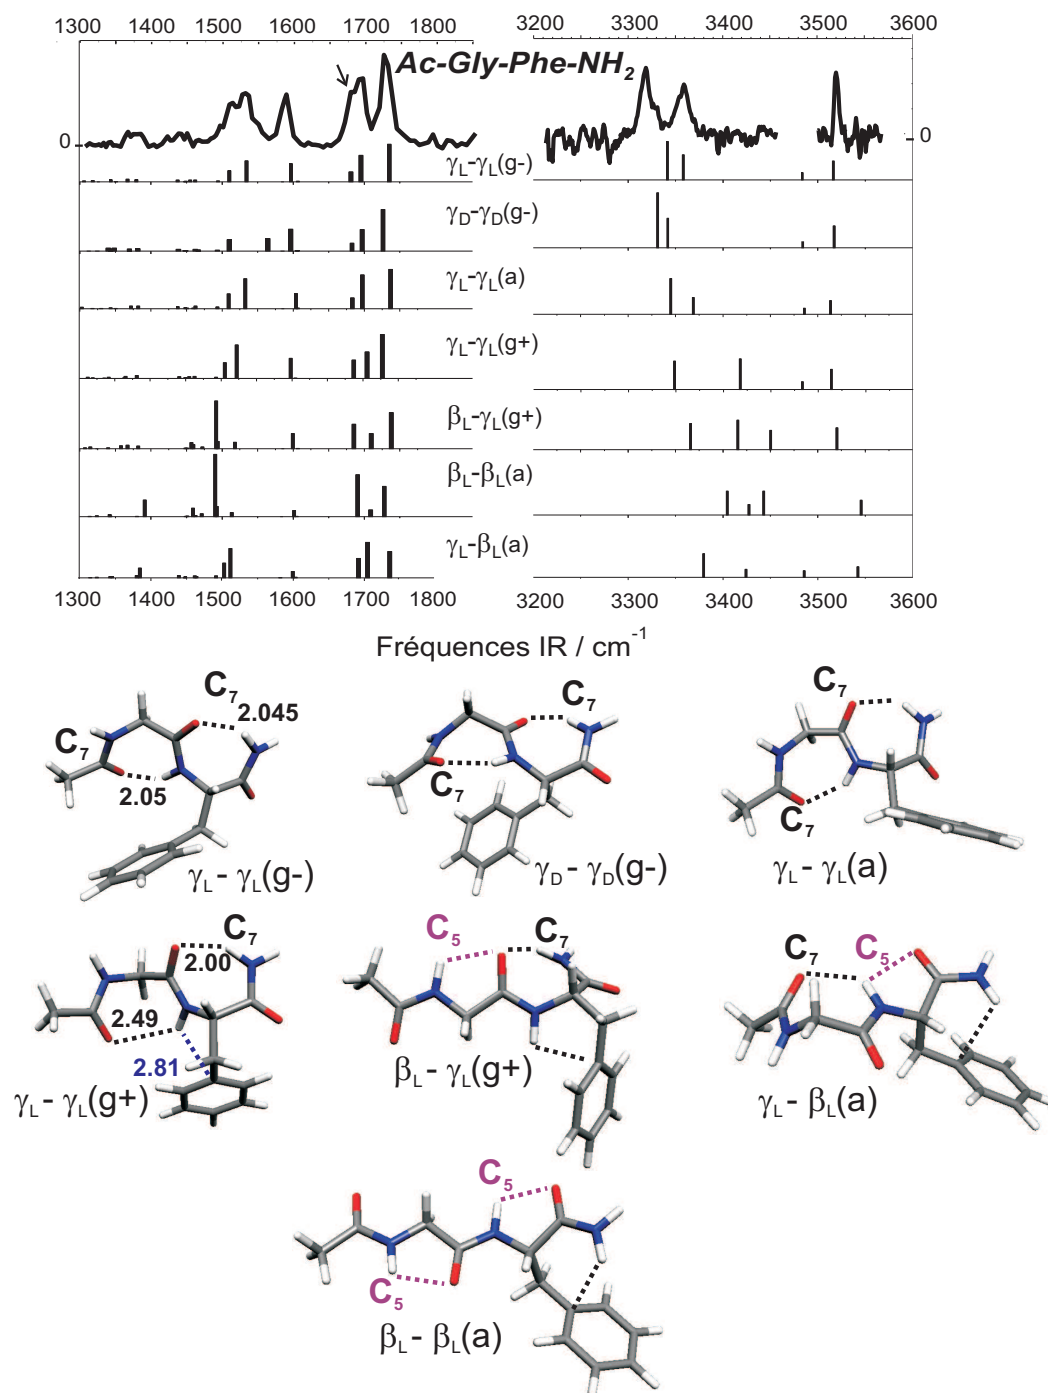 1300 1400 1500 1600 1700 1800 3200 3300 3400 3500 3600
Ac-Gly-Phe-NH2
0 0
γL-γL(g-)
γD-γD(g-)
γL-γL(a)
γL-γL(g+)
βL-γL(g+)
βL-βL(a)
γL-βL(a)
1300 1400 1500 1600 1700 1800 3200 3300 3400 3500 3600
Fréquences IR / cm-1
C7 C7 C7
2.045
C7
2.05 C7 C7
γL- γL(g-) γD- γD(g-) γL- γL(a)
C7 C5 C7 C7 C5
2.00
2.49
2.81
γL- γL(g+) βL- γL(g+) γL- βL(a)
C5
C5
βL- βL(a)